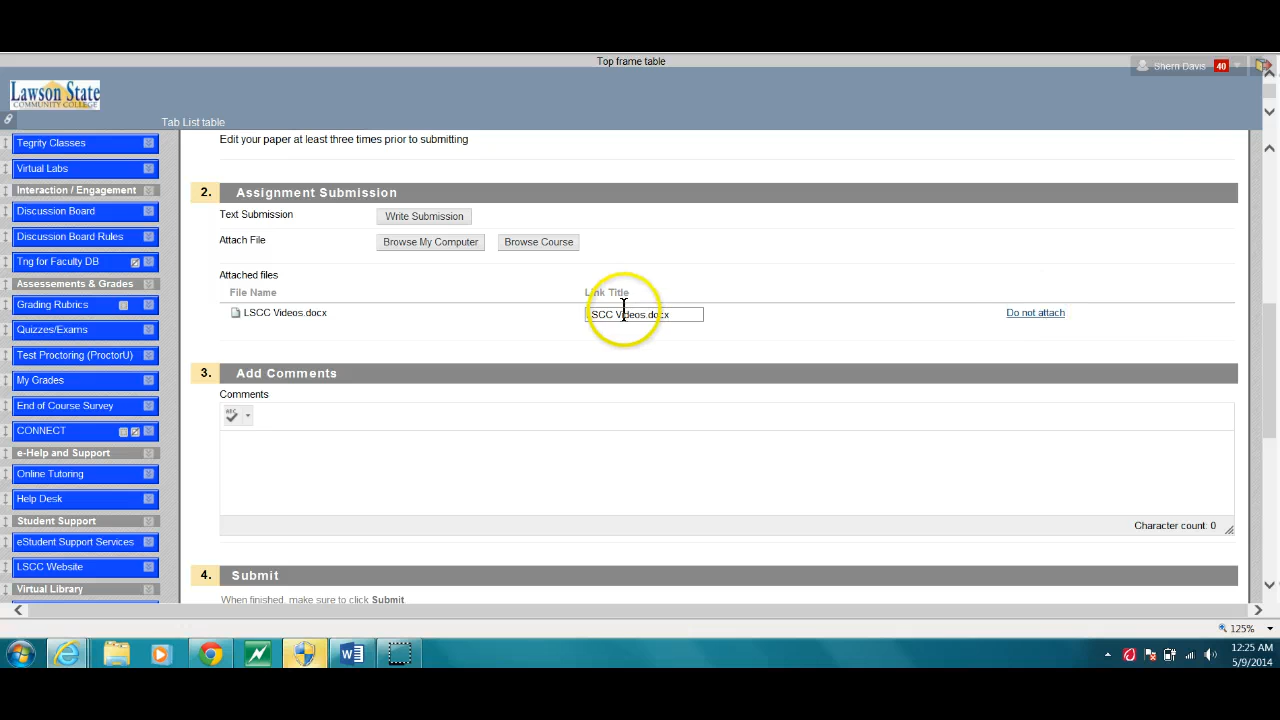 Top frame table
Sherri Davis 40
Lawson State
COMMUNITY COLLEGE
Tab List table
Tegrity Classes
Virtual Labs
Interaction / Engagement
Discussion Board
Discussion Board Rules
Tng for Faculty DB
Assessements & Grades
Grading Rubrics
Quizzes/Exams
Test Proctoring (ProctorU)
My Grades
End of Course Survey
CONNECT
e-Help and Support
Online Tutoring
Help Desk
Student Support
eStudent Support Services
LSCC Website
Virtual Library
Edit your paper at least three times prior to submitting
2. Assignment Submission
Text Submission Write Submission
Attach File Browse My Computer Browse Course
Attached files
File Name Link Title
LSCC Videos.docx LSCC Videos.docx Do not attach
3. Add Comments
Comments
ABC
Character count: 0
4. Submit
When finished, make sure to click Submit
125%
12:25 AM
5/9/2014